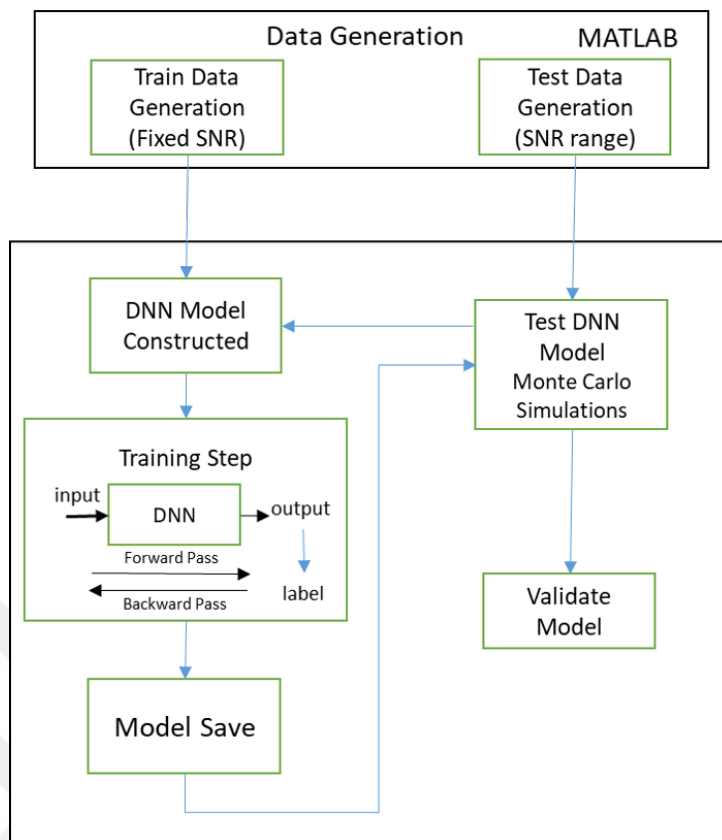 Data Generation
MATLAB
Train Data
Generation
(Fixed SNR)
Test Data
Generation
(SNR range)
DNN Model
Constructed
Test DNN
Model
Monte Carlo
Simulations
Training Step
input
DNN
output
Forward Pass
Backward Pass
label
Validate
Model
Model Save